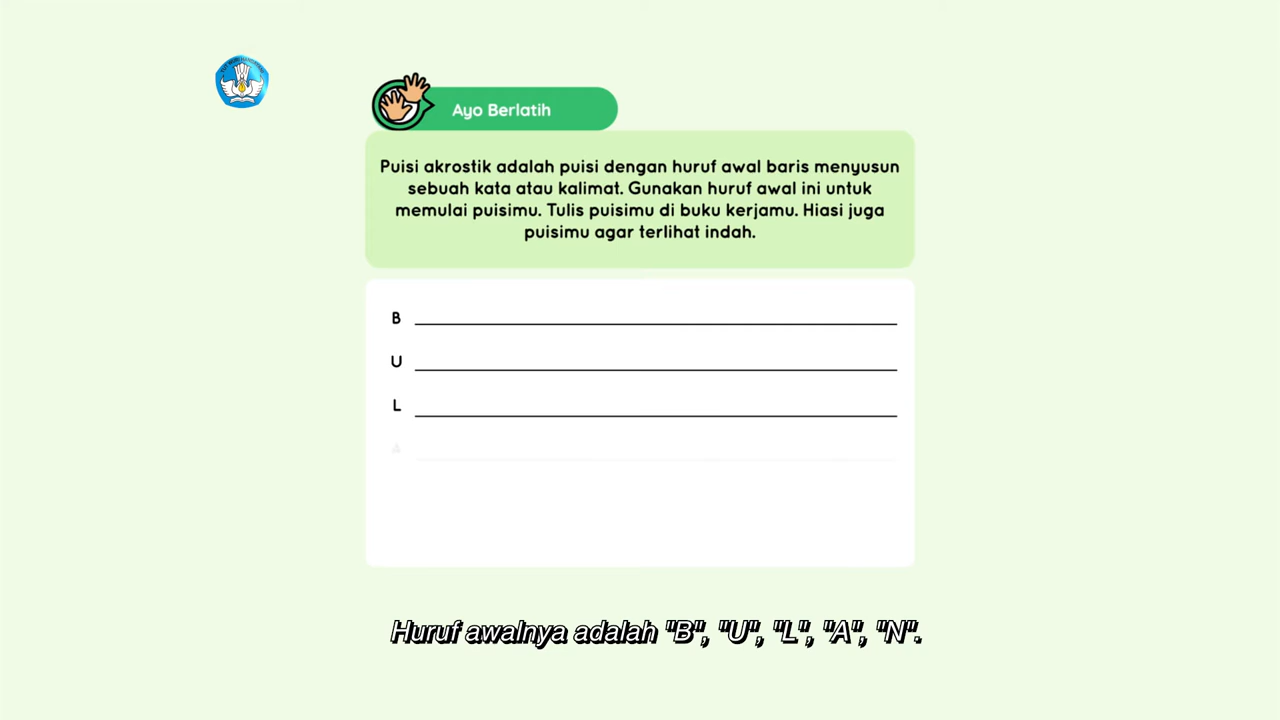 Ayo Berlatih
Puisi akrostik adalah puisi dengan huruf awal baris menyusun
sebuah kata atau kalimat. Gunakan huruf awal ini untuk
memulai puisimu. Tulis puisimu di buku kerjamu. Hiasi juga
puisimu agar terlihat indah.
B
U
L
A
Huruf awalnya adalah "B", "U", "L", "A", "N".